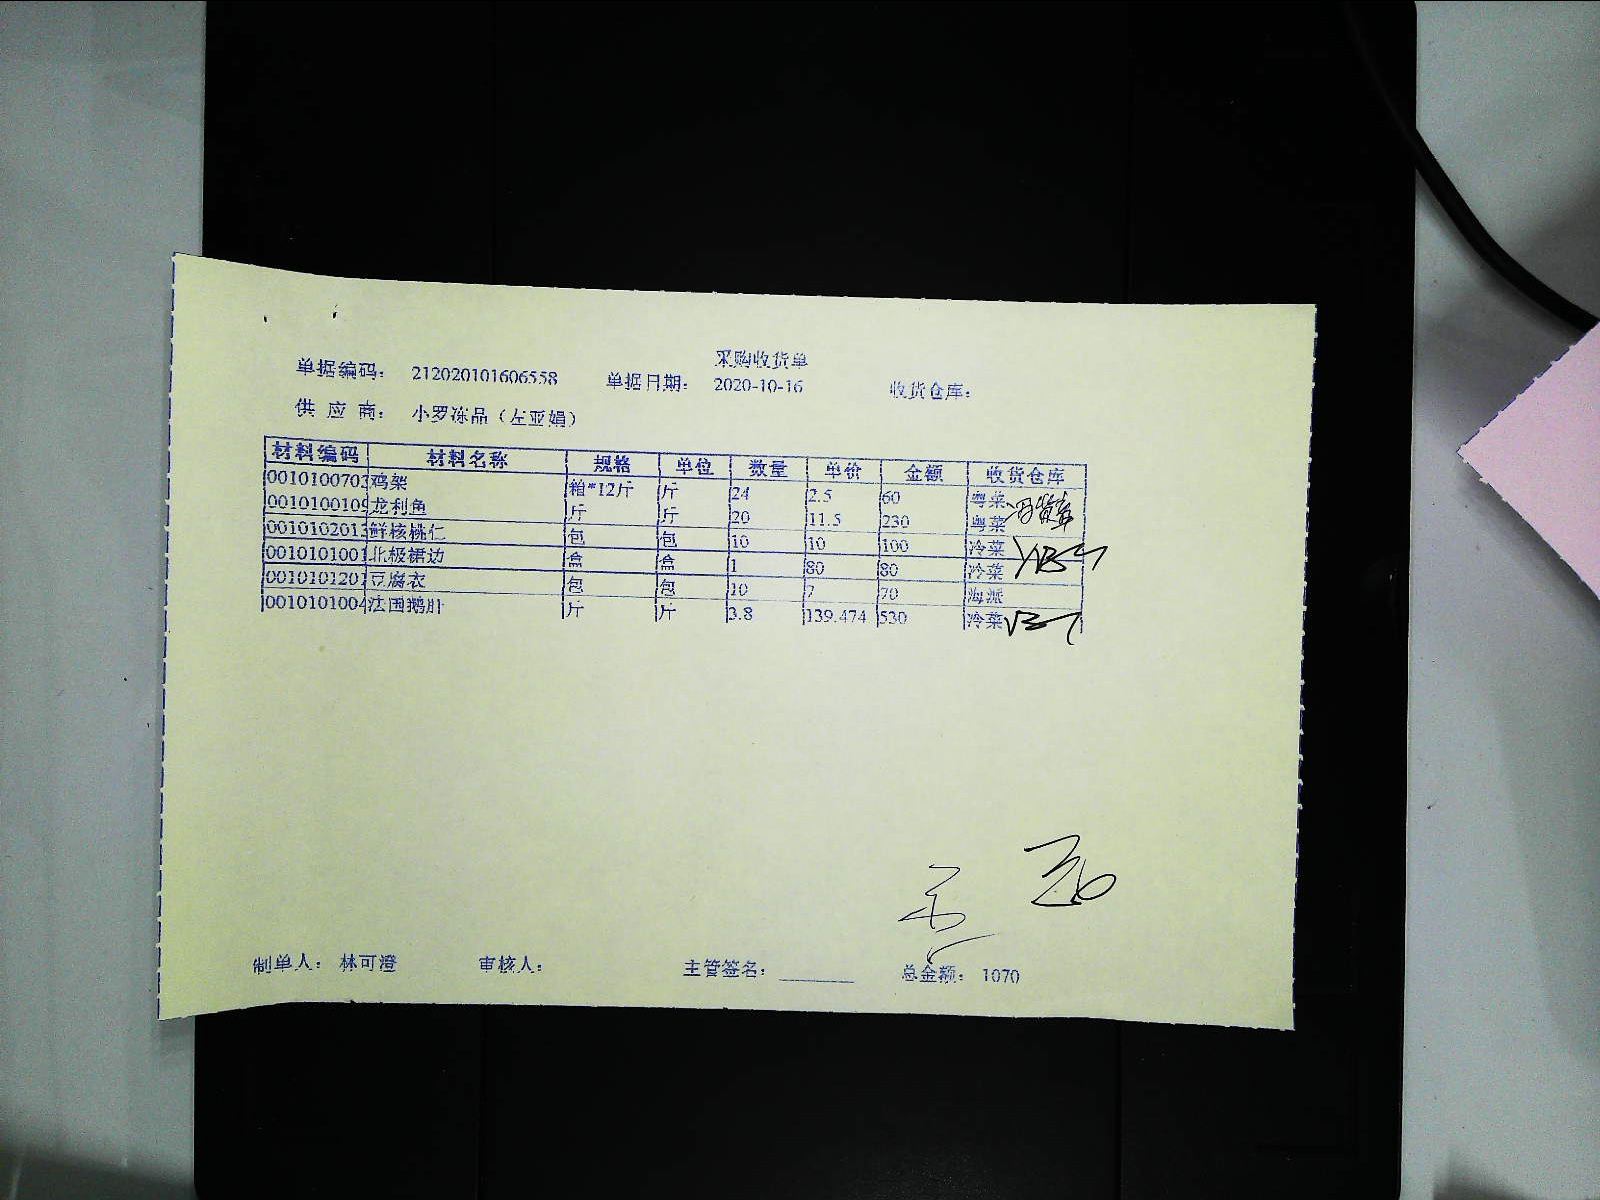 采购收货单
单据编码： 212020101606558 单据日期： 2020-10-16 收货仓库：
供 应 商： 小罗冻品（左亚娟）
材料编码 材料名称 规格 单位 数量 单价 金额 收货仓库
0010100703 鸡架 箱*12斤 斤 24 2.5 60 粤菜
0010100109 龙利鱼 斤 斤 20 11.5 230 粤菜
0010102013 鲜核桃仁 包 包 10 10 100 冷菜
0010101001 北极裙边 盒 盒 1 80 80 冷菜
0010101201 豆腐衣 包 包 10 7 70 海派
0010101004 法国鹅肝 斤 斤 3.8 139.474 530 冷菜
制单人： 林可澄 审核人： 主管签名： 总金额： 1070